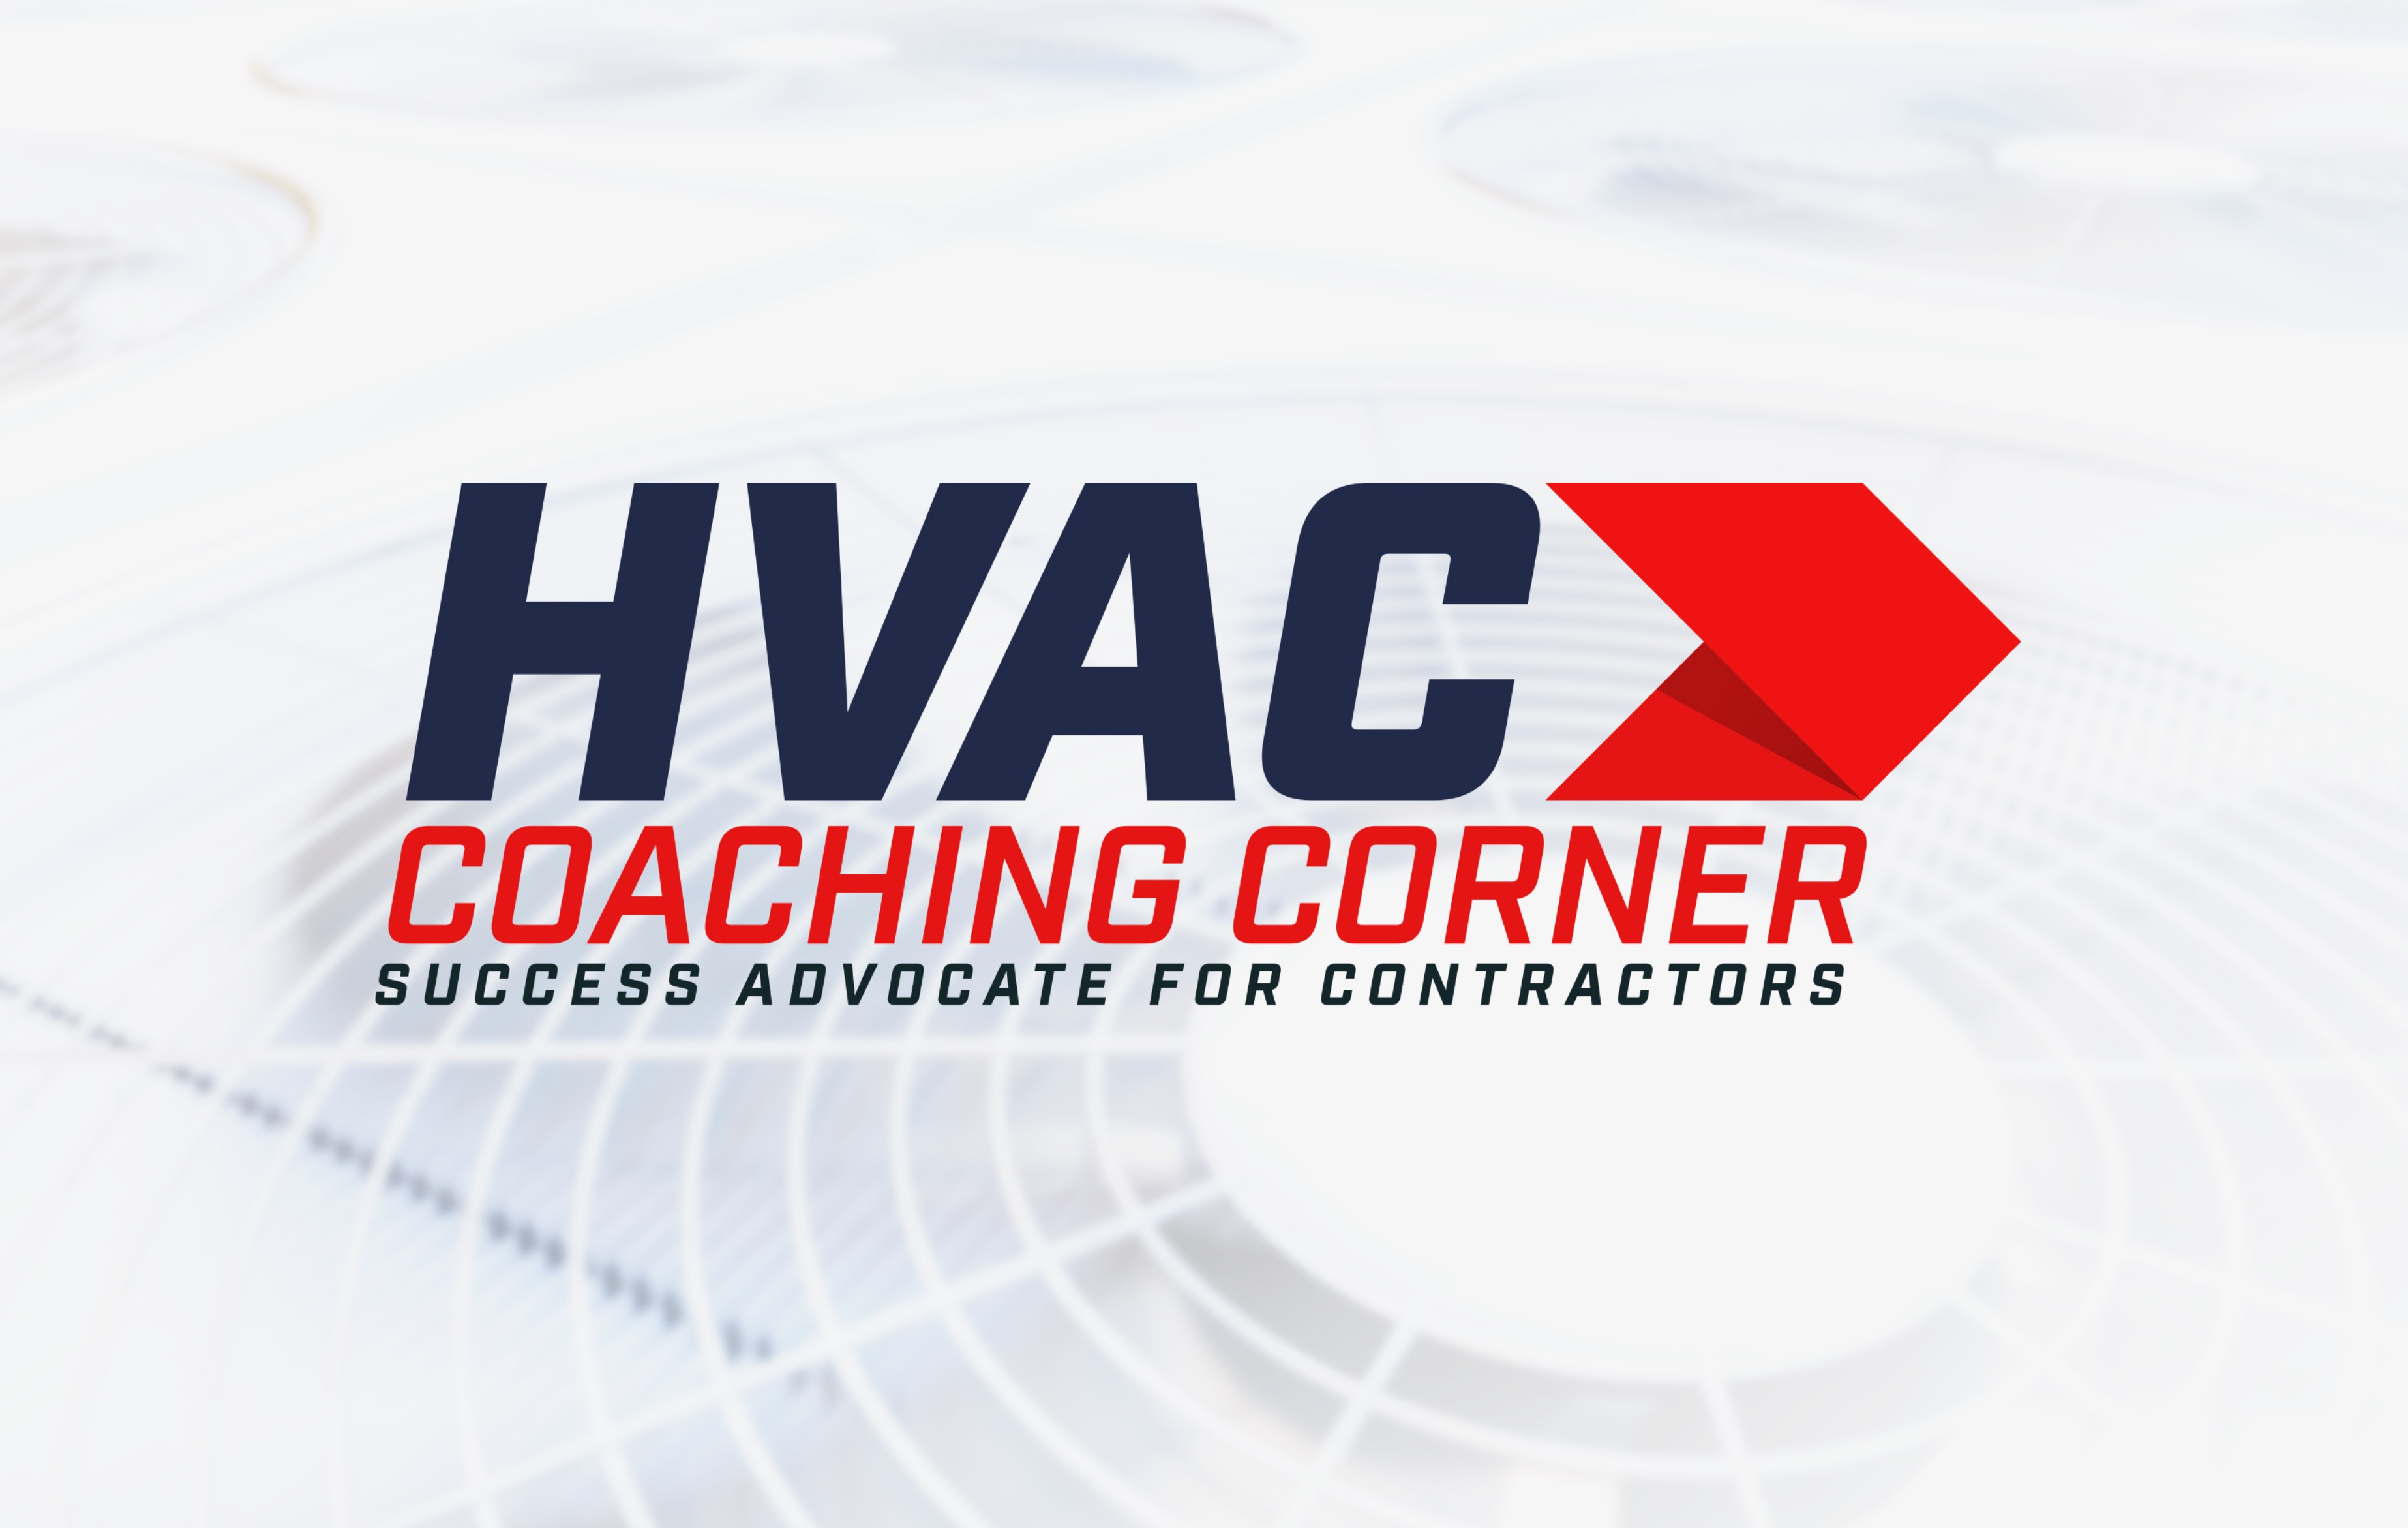 HVAC
COACHING CORNER
SUCCESS ADVOCATE FOR CONTRACTORS